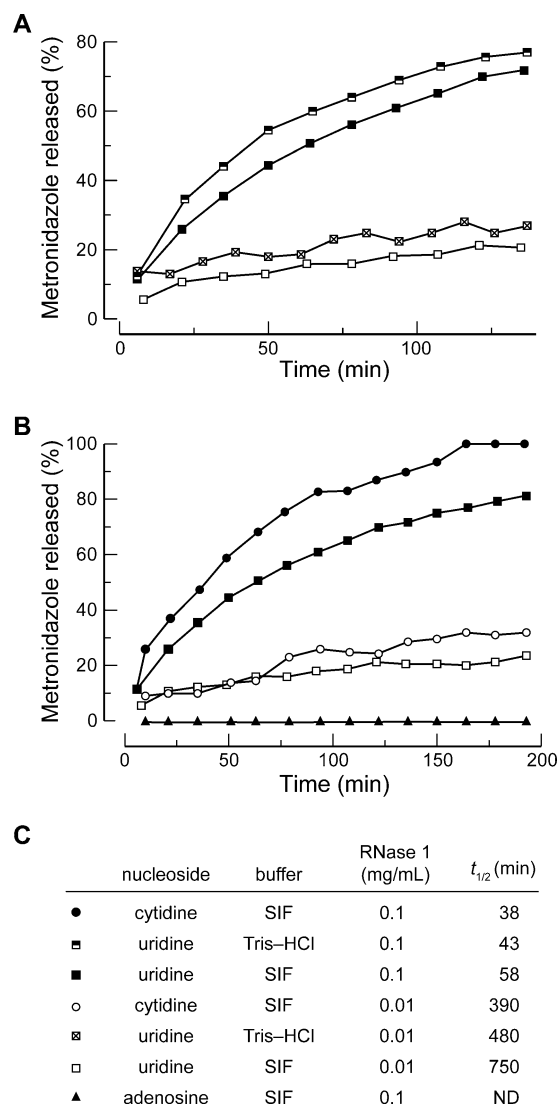 A
Metronidazole released (%)
80
60
40
20
0
0 50 100
Time (min)
B
Metronidazole released (%)
100
80
60
40
20
0
0 50 100 150 200
Time (min)
C
nucleoside buffer RNase 1 (mg/mL) t1/2 (min)
cytidine SIF 0.1 38
uridine Tris–HCl 0.1 43
uridine SIF 0.1 58
cytidine SIF 0.01 390
uridine Tris–HCl 0.01 480
uridine SIF 0.01 750
adenosine SIF 0.1 ND